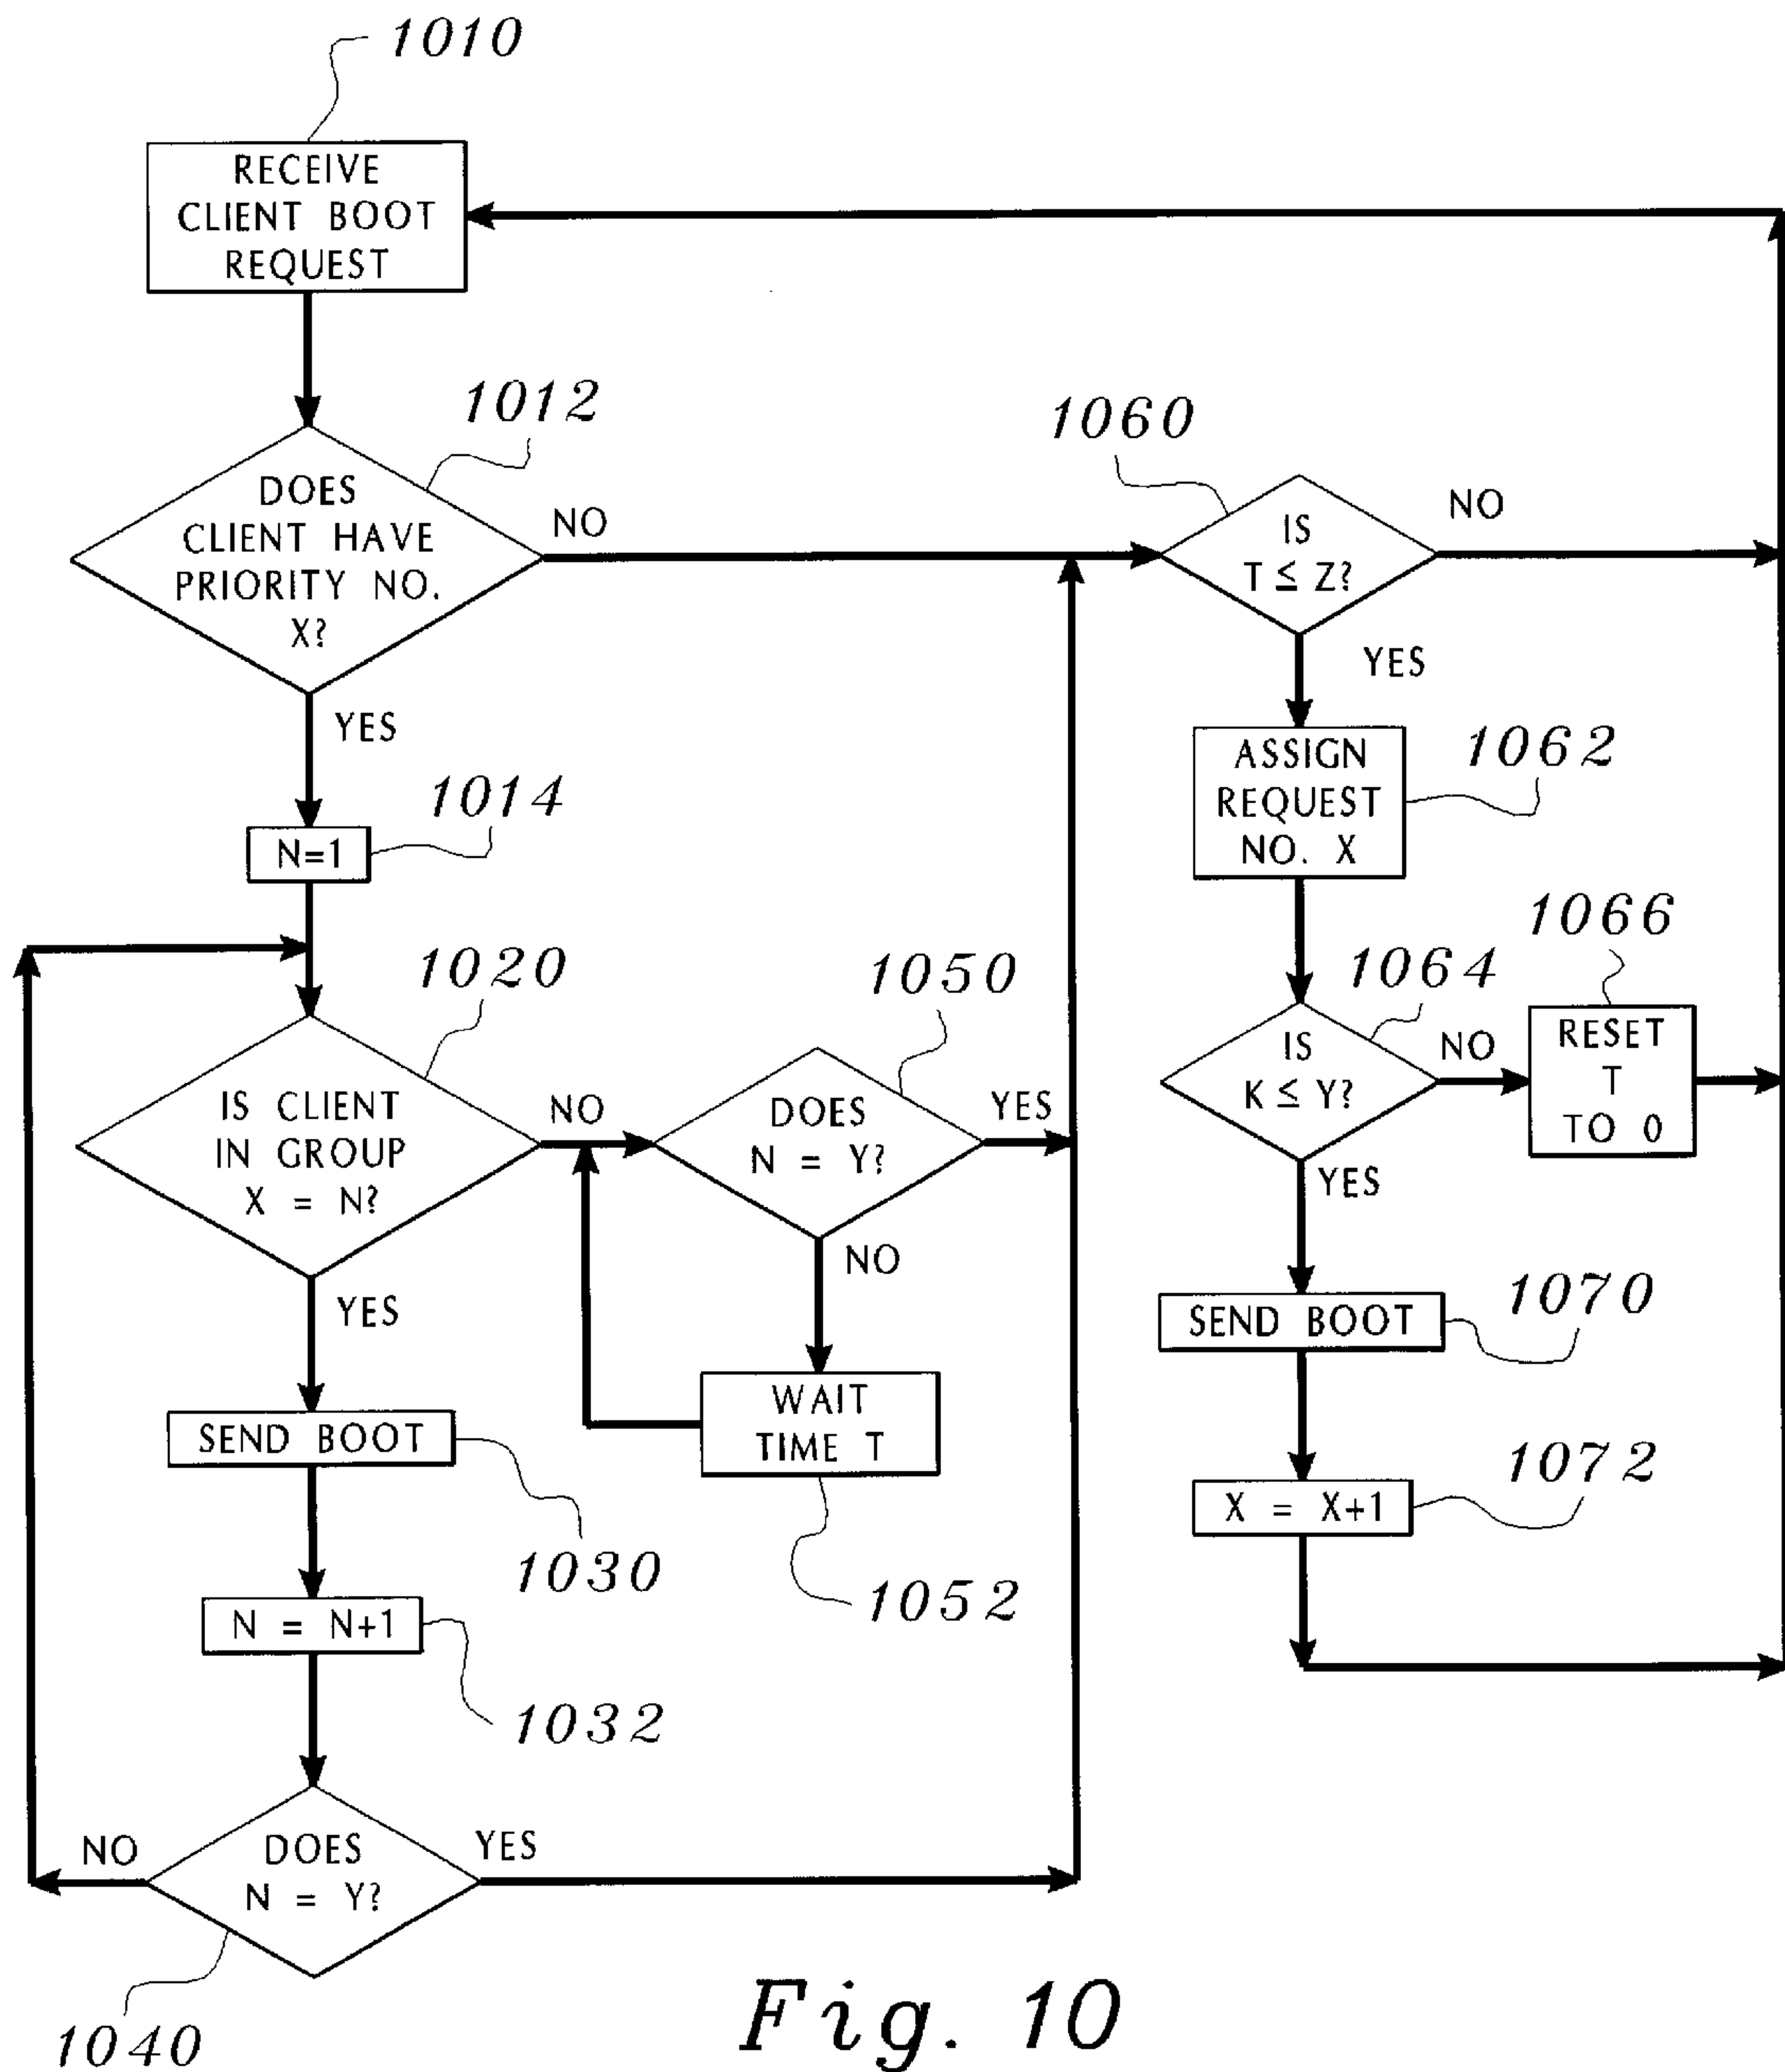 1010
RECEIVE
CLIENT BOOT
REQUEST
1012
DOES
CLIENT HAVE
PRIORITY NO.
X?
NO
YES
1014
N=1
1020
IS CLIENT
IN GROUP
X = N?
NO
YES
1050
DOES
N = Y?
YES
NO
WAIT
TIME T
1052
SEND BOOT
1030
N = N+1
1032
DOES
N = Y?
NO
YES
1040
1060
IS
T ≤ Z?
NO
YES
ASSIGN
REQUEST
NO. X
1062
1064
IS
K ≤ Y?
NO
YES
1066
RESET
T
TO 0
SEND BOOT
1070
X = X+1
1072
Fig. 10